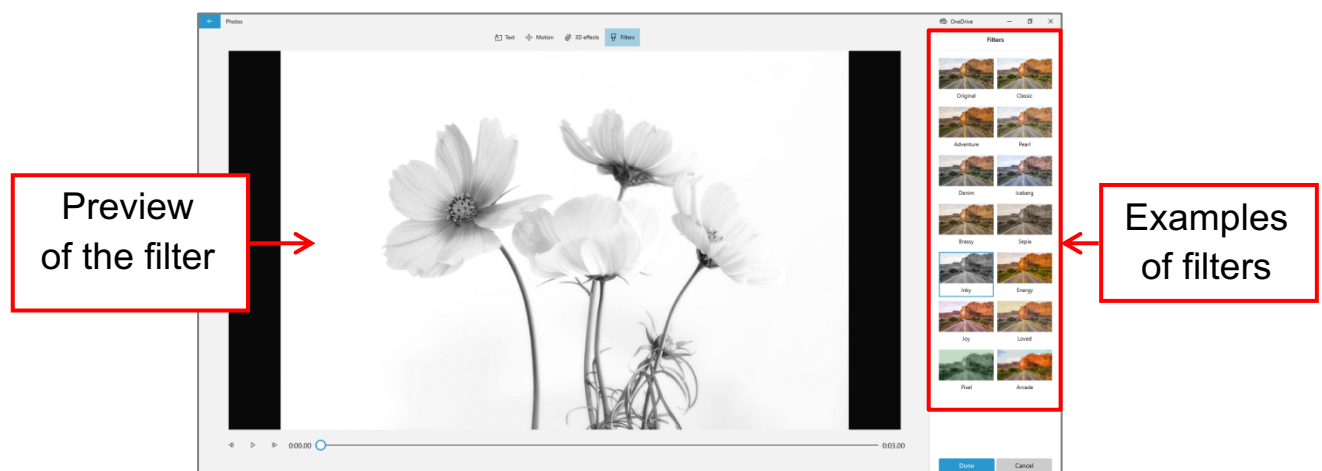 Photos
OneDrive
Text Motion 3D effects Filters
Filters
Original Classic
Adventure Pearl
Denim Iceberg
Brassy Sepia
Inky Energy
Joy Loved
Pixel Arcade
Preview
of the filter
Examples
of filters
0:00.00 0:03.00
Done Cancel